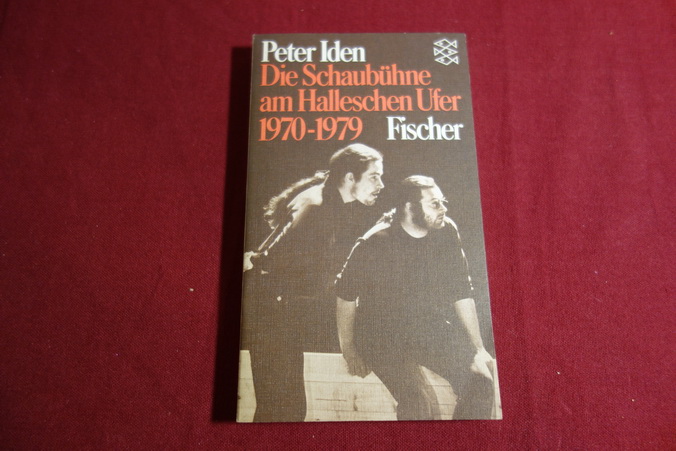 Peter Iden
Die Schaubühne
am Halleschen Ufer
1970-1979 Fischer